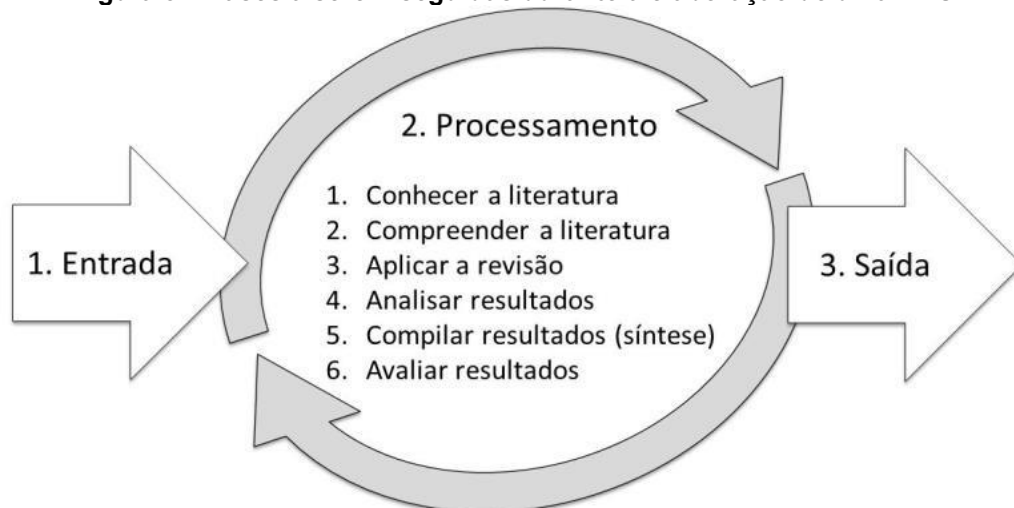 2. Processamento
1. Conhecer a literatura
2. Compreender a literatura
1. Entrada
3. Aplicar a revisão
3. Saída
4. Analisar resultados
5. Compilar resultados (síntese)
6. Avaliar resultados